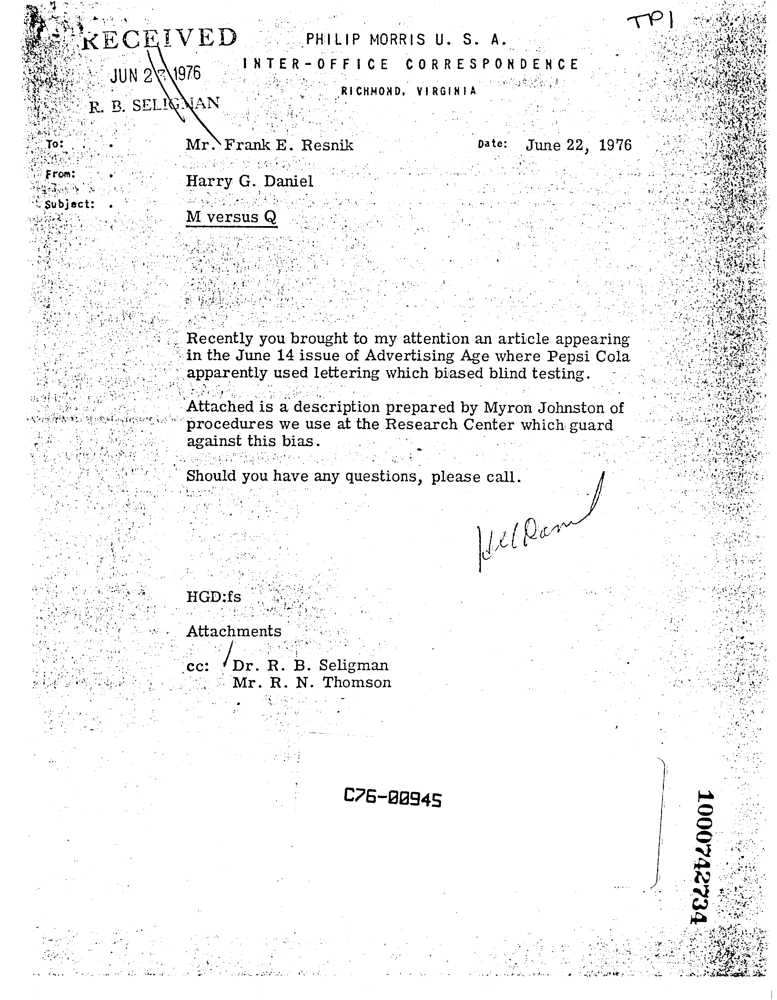 TP1
RECEIVED
PHILIP MORRIS U. S. A.
INTER-OFFICE CORRESPONDENCE
JUN 1976
RICHMOND, VIRGINIA
R. B. SELIGMAN
To: Mr. Frank E. Resnik Date: June 22, 1976
From: Harry G. Daniel
Subject: M versus Q
Recently you brought to my attention an article appearing
in the June 14 issue of Advertising Age where Pepsi Cola
apparently used lettering which biased blind testing.
Attached is a description prepared by Myron Johnston of
procedures we use at the Research Center which guard
against this bias.
Should you have any questions, please call.
HGD:fs
Attachments
cc: Dr. R. B. Seligman
Mr. R. N. Thomson
C76-00945
1000742734